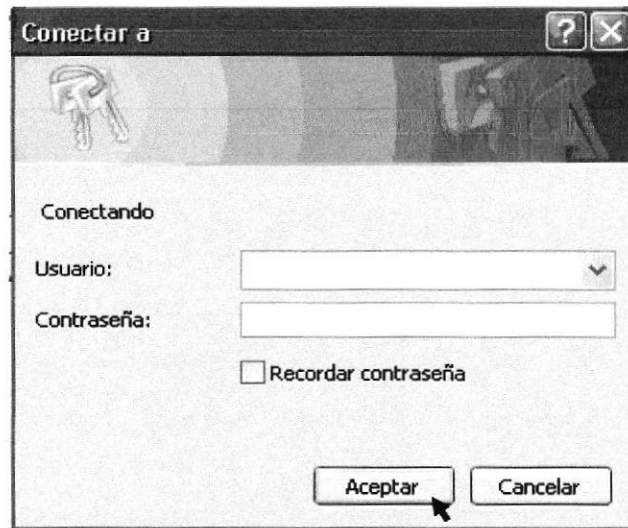 Conectar a
Conectando
Usuario:
Contraseña:
Recordar contraseña
Aceptar Cancelar